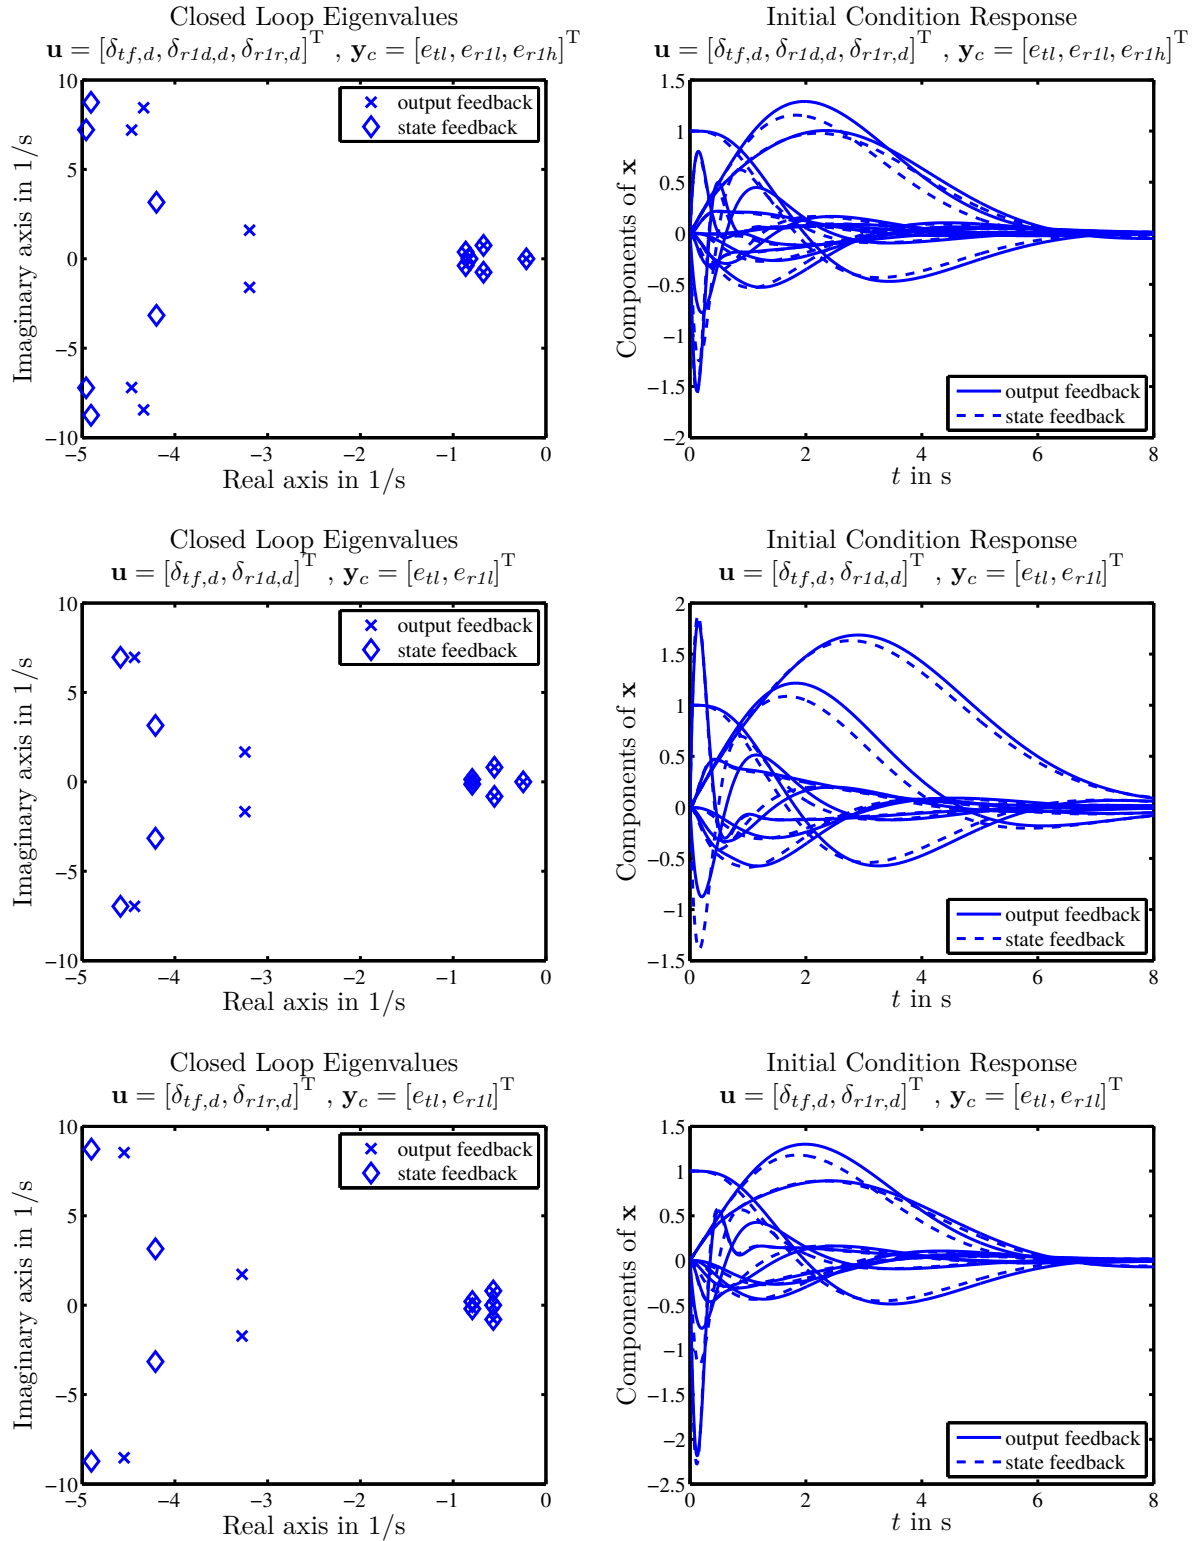 Closed Loop Eigenvalues
u = [δtf,d, δr1d,d, δr1r,d]T , yc = [etl, er1l, er1h]T
10
5
0
−5
−10
−5
−4
−3
−2
−1
0
Imaginary axis in 1/s
Real axis in 1/s
output feedback
state feedback
Initial Condition Response
u = [δtf,d, δr1d,d, δr1r,d]T , yc = [etl, er1l, er1h]T
1.5
1
0.5
0
−0.5
−1
−1.5
−2
0
2
4
6
8
Components of x
t in s
output feedback
state feedback
Closed Loop Eigenvalues
u = [δtf,d, δr1d,d]T , yc = [etl, er1l]T
10
5
0
−5
−10
−5
−4
−3
−2
−1
0
Imaginary axis in 1/s
Real axis in 1/s
output feedback
state feedback
Initial Condition Response
u = [δtf,d, δr1d,d]T , yc = [etl, er1l]T
2
1.5
1
0.5
0
−0.5
−1
−1.5
0
2
4
6
8
Components of x
t in s
output feedback
state feedback
Closed Loop Eigenvalues
u = [δtf,d, δr1r,d]T , yc = [etl, er1l]T
10
5
0
−5
−10
−5
−4
−3
−2
−1
0
Imaginary axis in 1/s
Real axis in 1/s
output feedback
state feedback
Initial Condition Response
u = [δtf,d, δr1r,d]T , yc = [etl, er1l]T
1.5
1
0.5
0
−0.5
−1
−1.5
−2
−2.5
0
2
4
6
8
Components of x
t in s
output feedback
state feedback